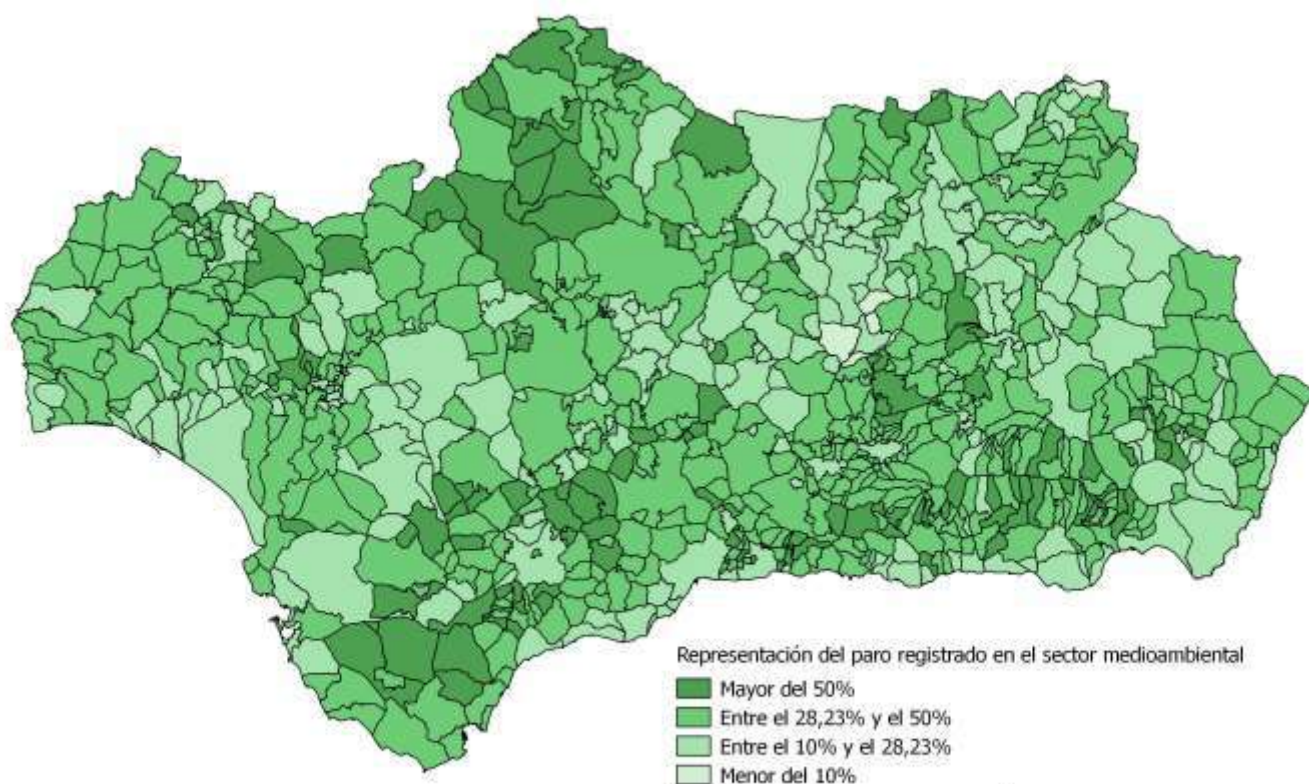 Representación del paro registrado en el sector medioambiental
Mayor del 50%
Entre el 28,23% y el 50%
Entre el 10% y el 28,23%
Menor del 10%